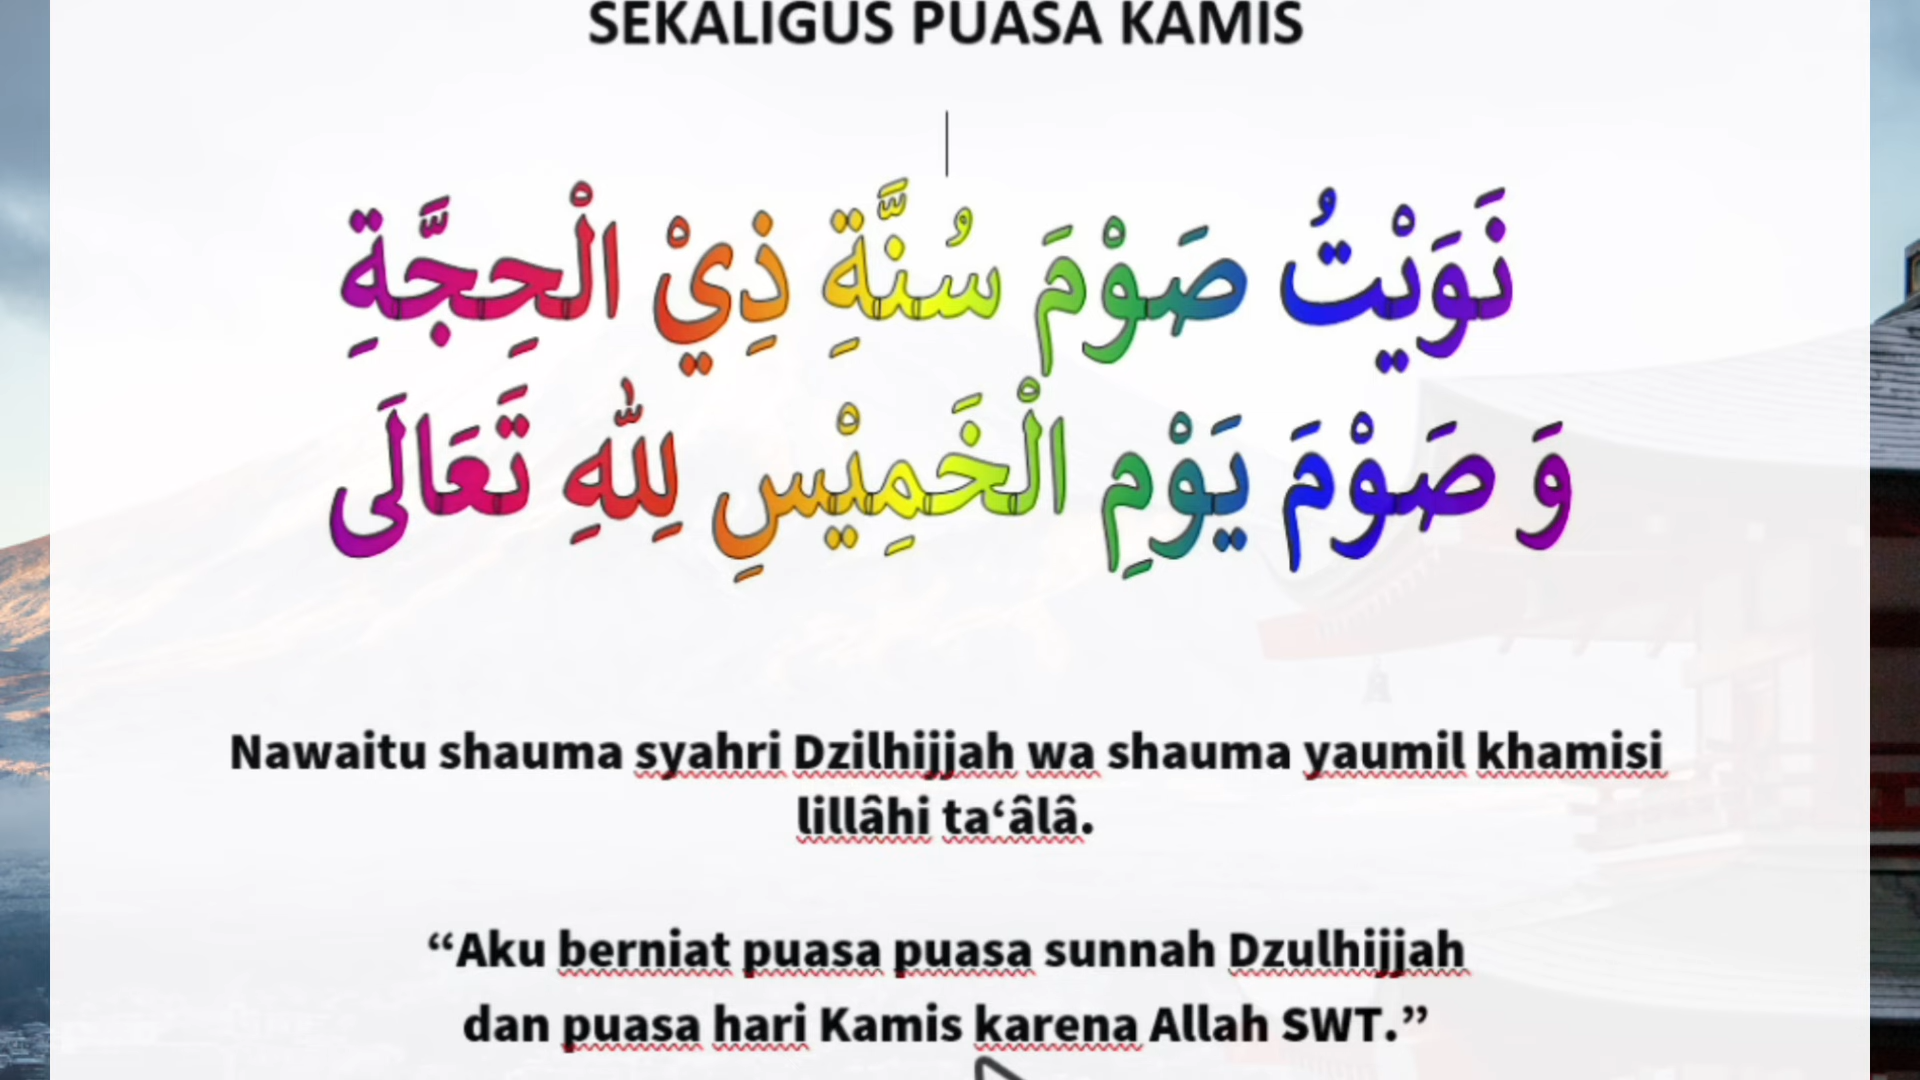 SEKALIGUS PUASA KAMIS
نَوَيْتُ صَوْمَ سُنَّةِ ذِيْ الْحِجَّةِ
وَ صَوْمَ يَوْمِ الْخَمِيْسِ لِلّٰهِ تَعَالَى
Nawaitu shauma syahri Dzilhijjah wa shauma yaumil khamisi
lillâhi ta‘âlâ.
“Aku berniat puasa puasa sunnah Dzulhijjah
dan puasa hari Kamis karena Allah SWT.”